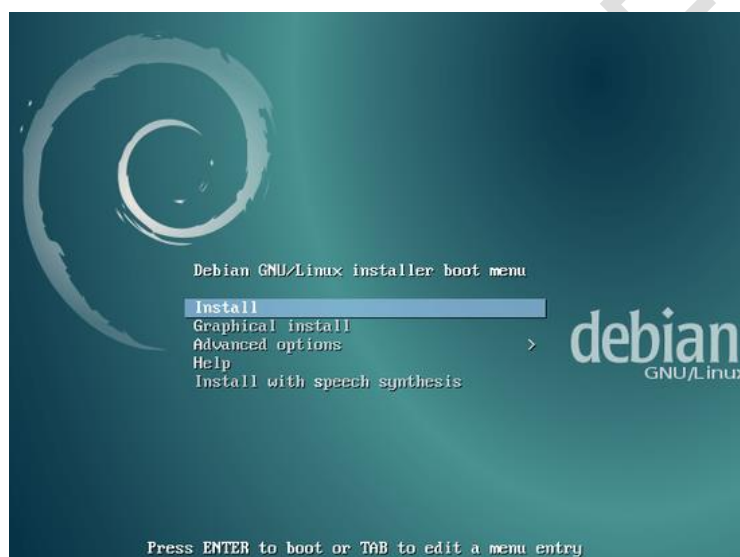 Debian GNU/Linux installer boot menu
Install
Graphical install
Advanced options >
Help
Install with speech synthesis
debian
GNU/Linux
Press ENTER to boot or TAB to edit a menu entry